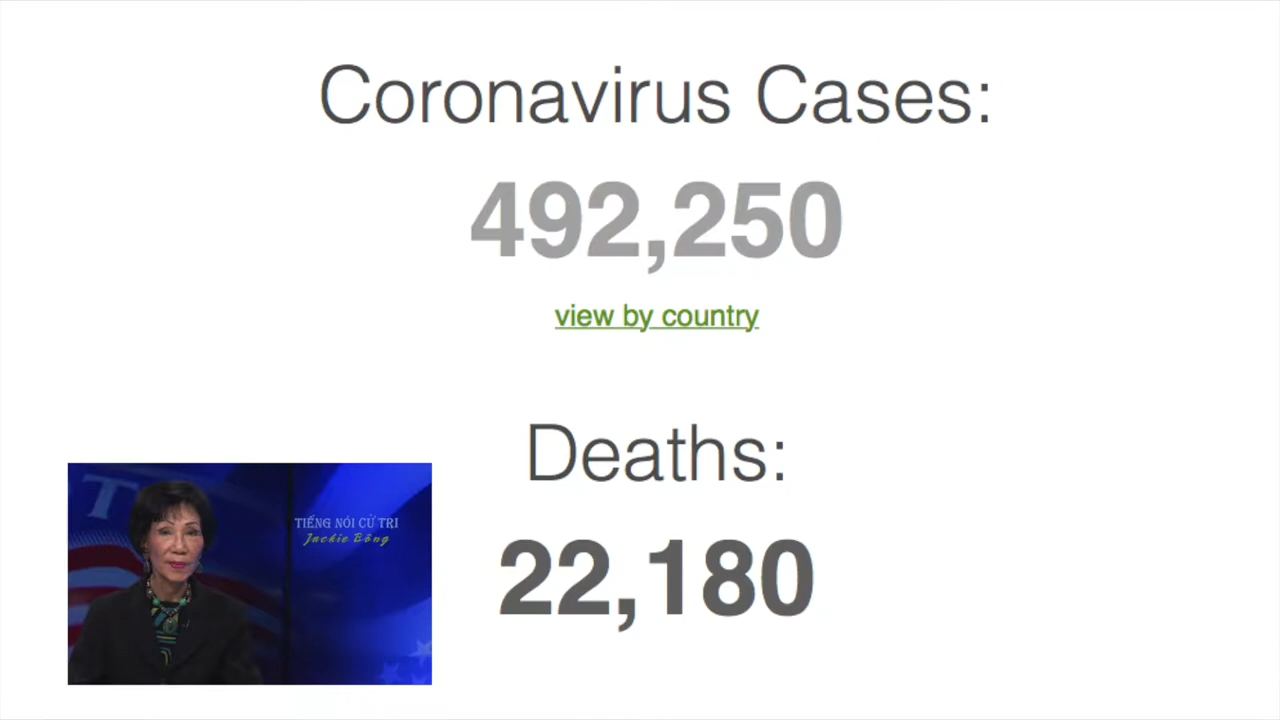 Coronavirus Cases:
492,250
view by country
Deaths:
22,180
T
TIẾNG NÓI CỬ TRI
Jackie Bông